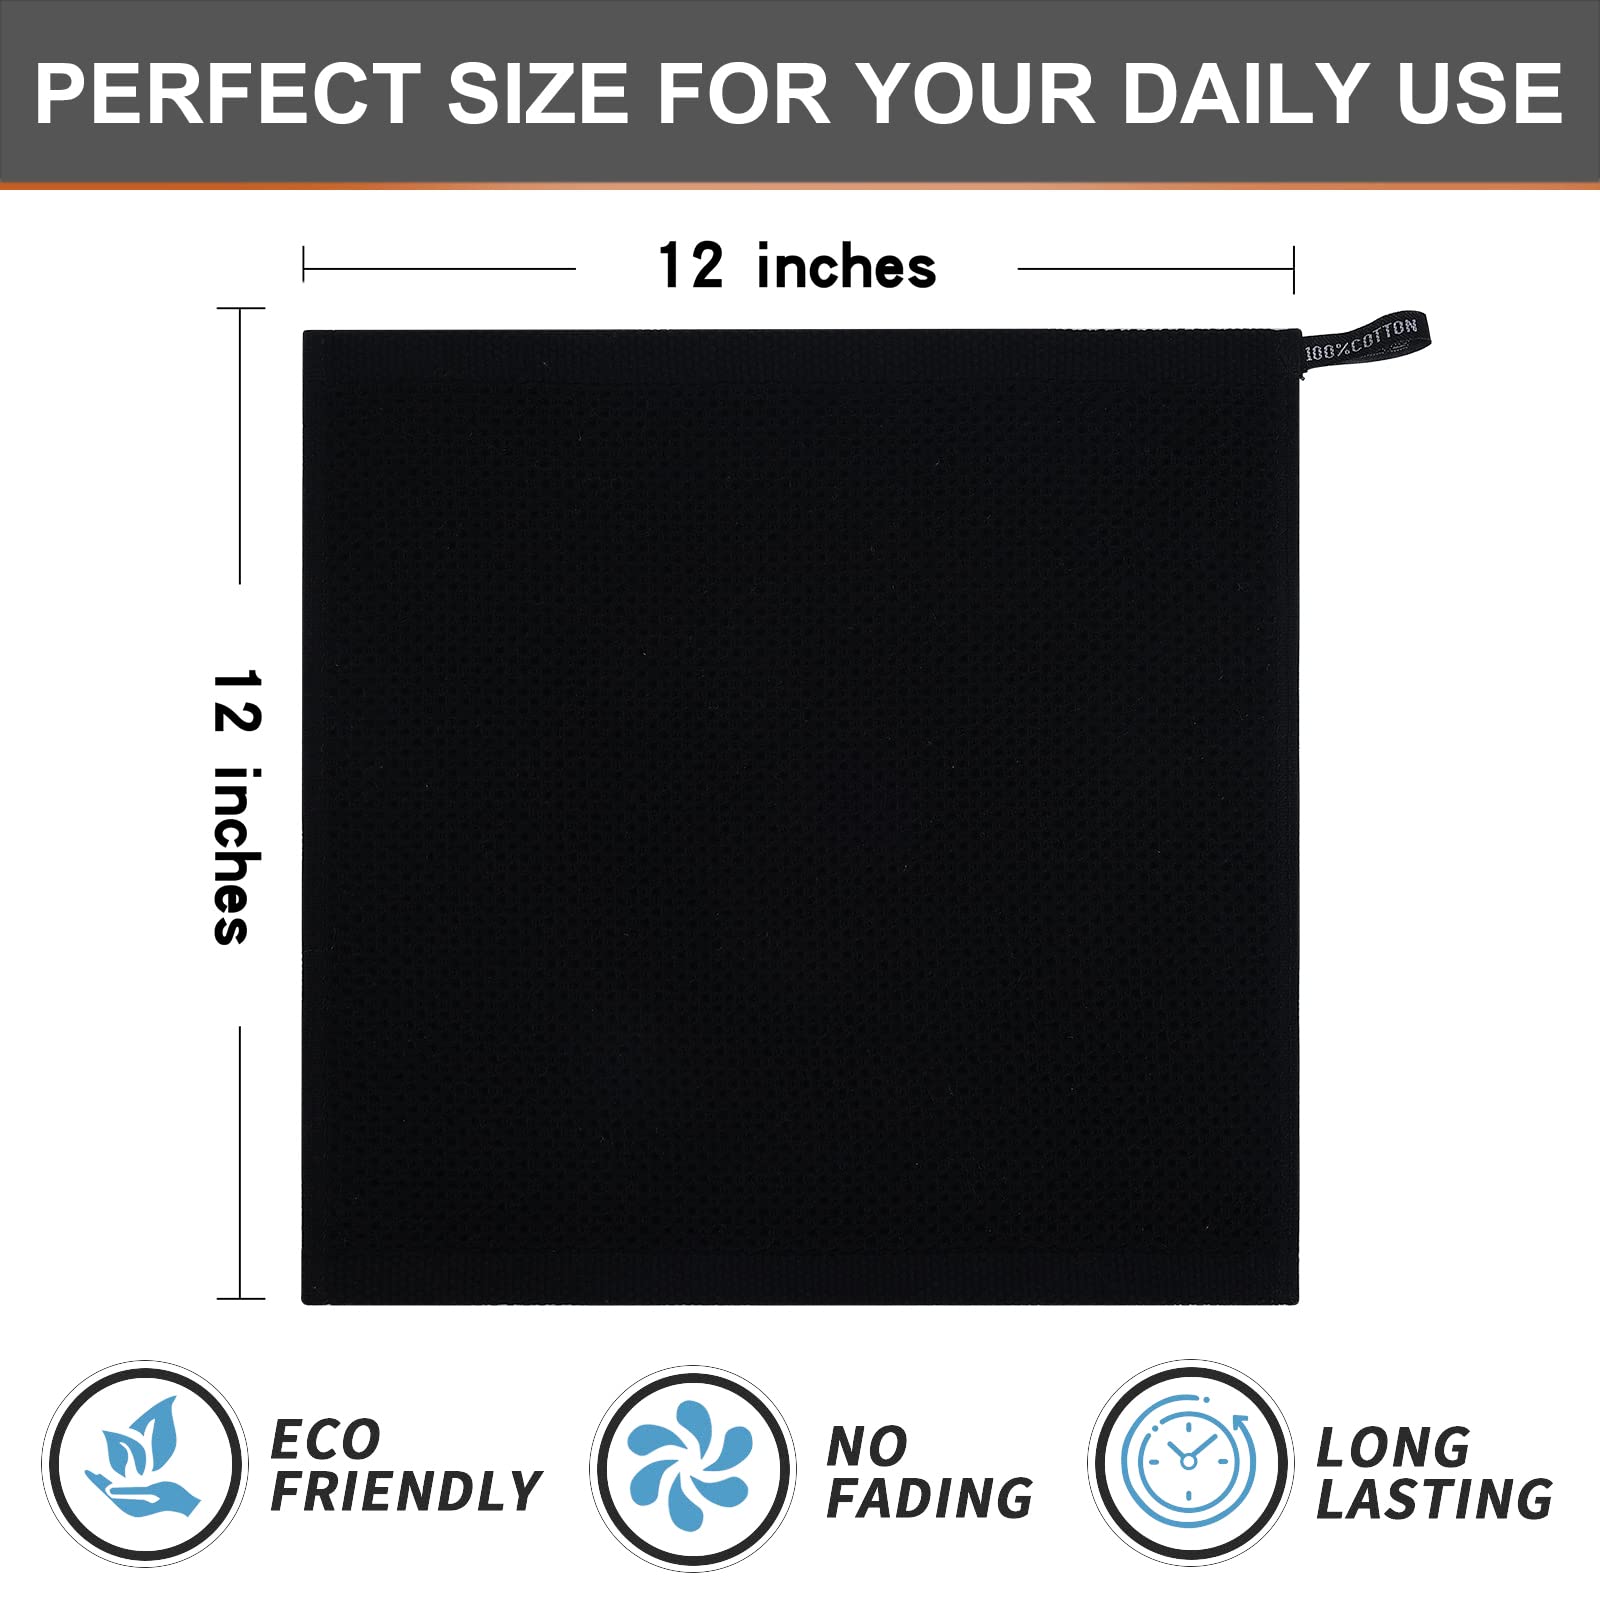 PERFECT SIZE FOR YOUR DAILY USE
12 inches
100%COTTON
12 inches
ECO
FRIENDLY
NO
FADING
LONG
LASTING